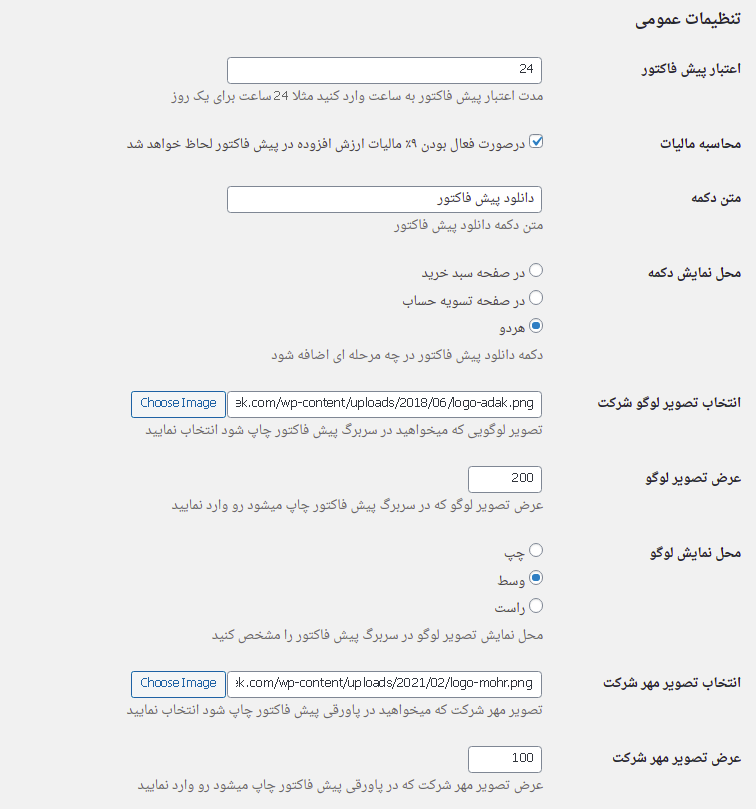 تنظیمات عمومی
اعتبار پیش فاکتور
24
مدت اعتبار پیش فاکتور به ساعت وارد کنید مثلا 24 ساعت برای یک روز
محاسبه مالیات
درصورت فعال بودن ۹٪ مالیات ارزش افزوده در پیش فاکتور لحاظ خواهد شد
متن دکمه
دانلود پیش فاکتور
متن دکمه دانلود پیش فاکتور
محل نمایش دکمه
در صفحه سبد خرید
در صفحه تسویه حساب
هردو
دکمه دانلود پیش فاکتور در چه مرحله ای اضافه شود
انتخاب تصویر لوگو شرکت
ek.com/wp-content/uploads/2018/06/logo-adak.png
Choose Image
تصویر لوگویی که میخواهید در سربرگ پیش فاکتور چاپ شود انتخاب نمایید
عرض تصویر لوگو
200
عرض تصویر لوگو که در سربرگ پیش فاکتور چاپ میشود رو وارد نمایید
محل نمایش لوگو
چپ
وسط
راست
محل نمایش تصویر لوگو در سربرگ پیش فاکتور را مشخص کنید
انتخاب تصویر مهر شرکت
ek.com/wp-content/uploads/2021/02/logo-mohr.png
Choose Image
تصویر مهر شرکت که میخواهید در پاورقی پیش فاکتور چاپ شود انتخاب نمایید
عرض تصویر مهر شرکت
100
عرض تصویر مهر شرکت که در پاورقی پیش فاکتور چاپ میشود رو وارد نمایید